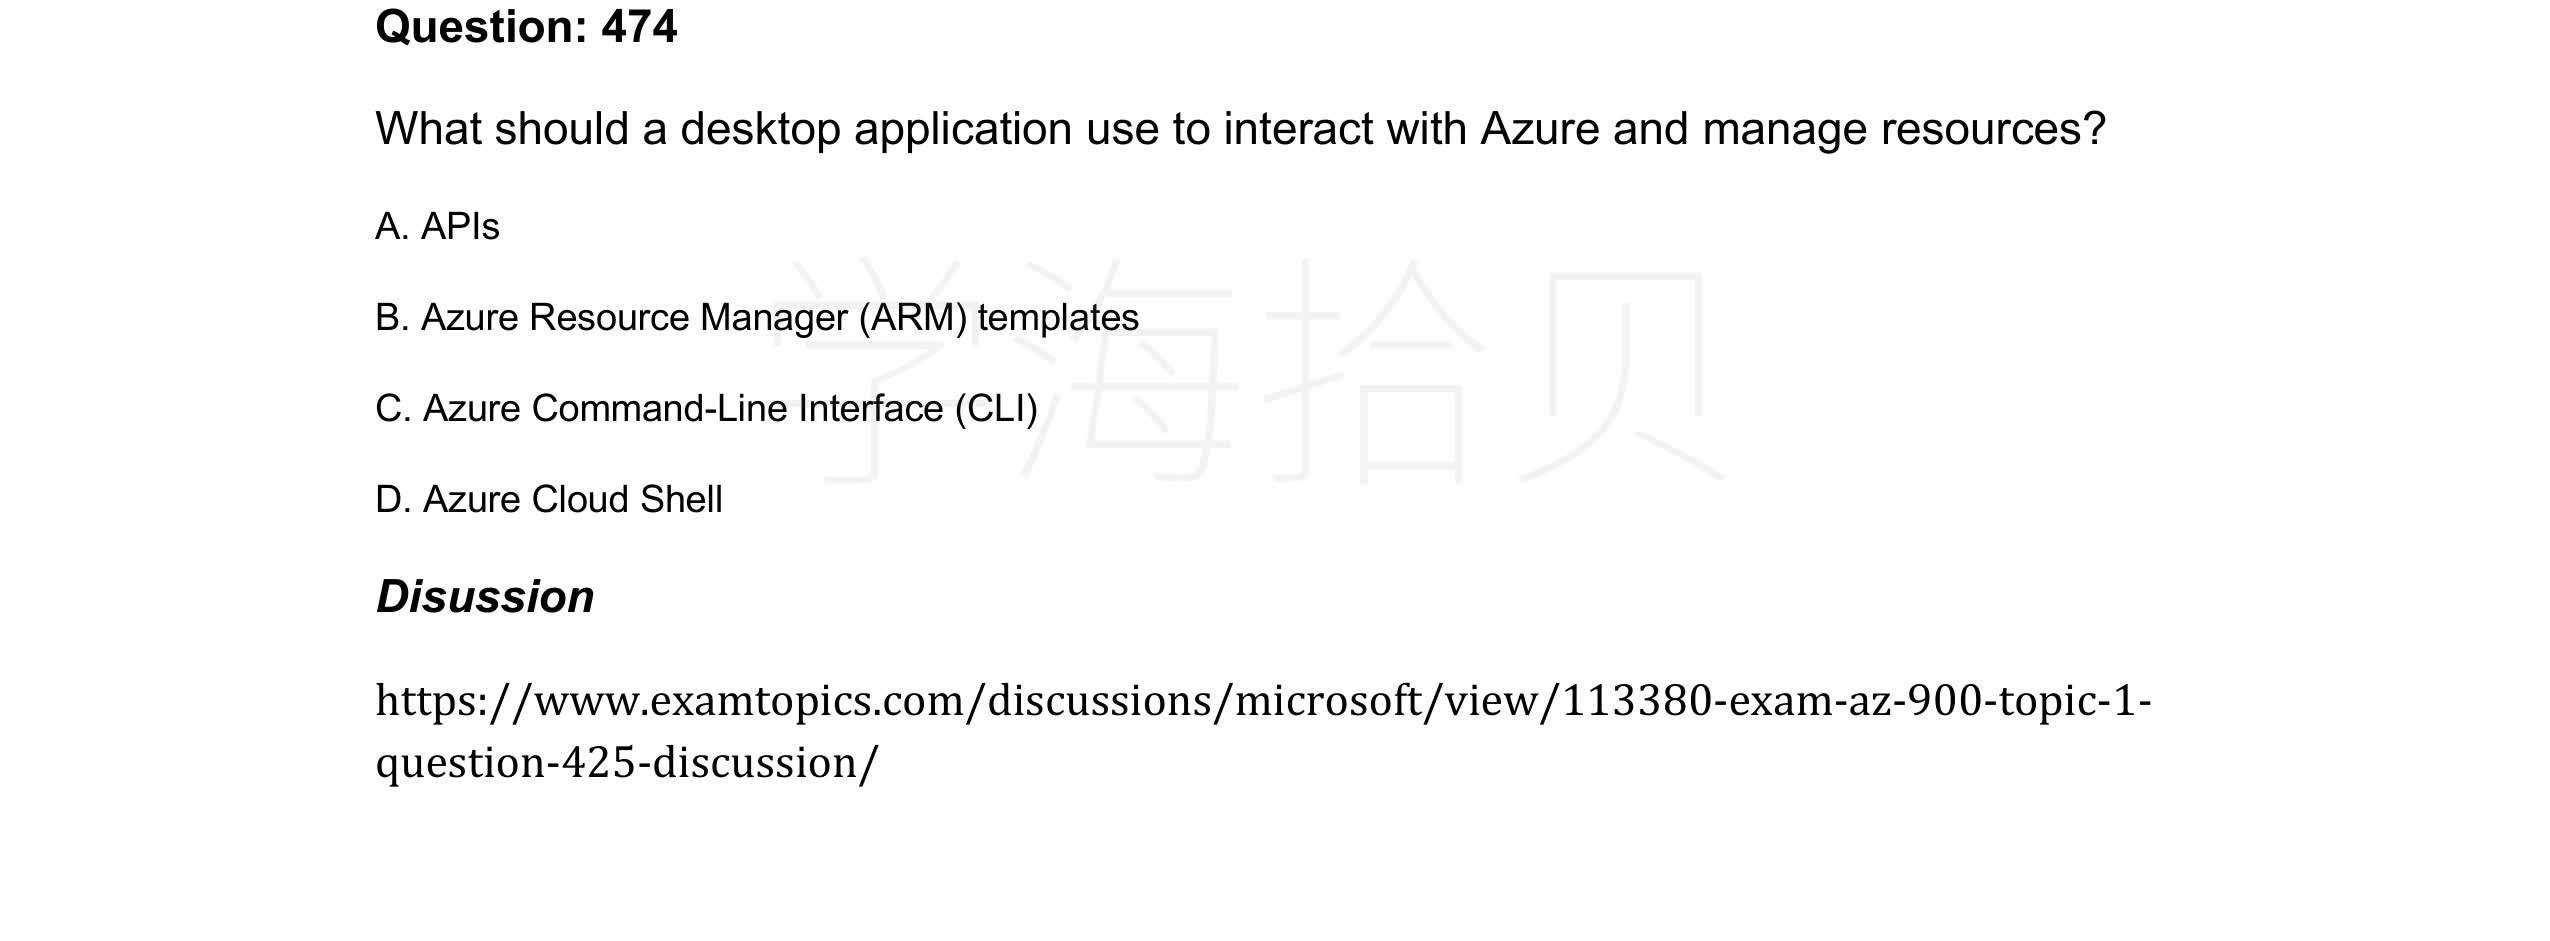 Question: 474
What should a desktop application use to interact with Azure and manage resources?
A. APIs
B. Azure Resource Manager (ARM) templates
C. Azure Command-Line Interface (CLI)
D. Azure Cloud Shell
学海拾贝
Disussion
https://www.examtopics.com/discussions/microsoft/view/113380-exam-az-900-topic-1-
question-425-discussion/